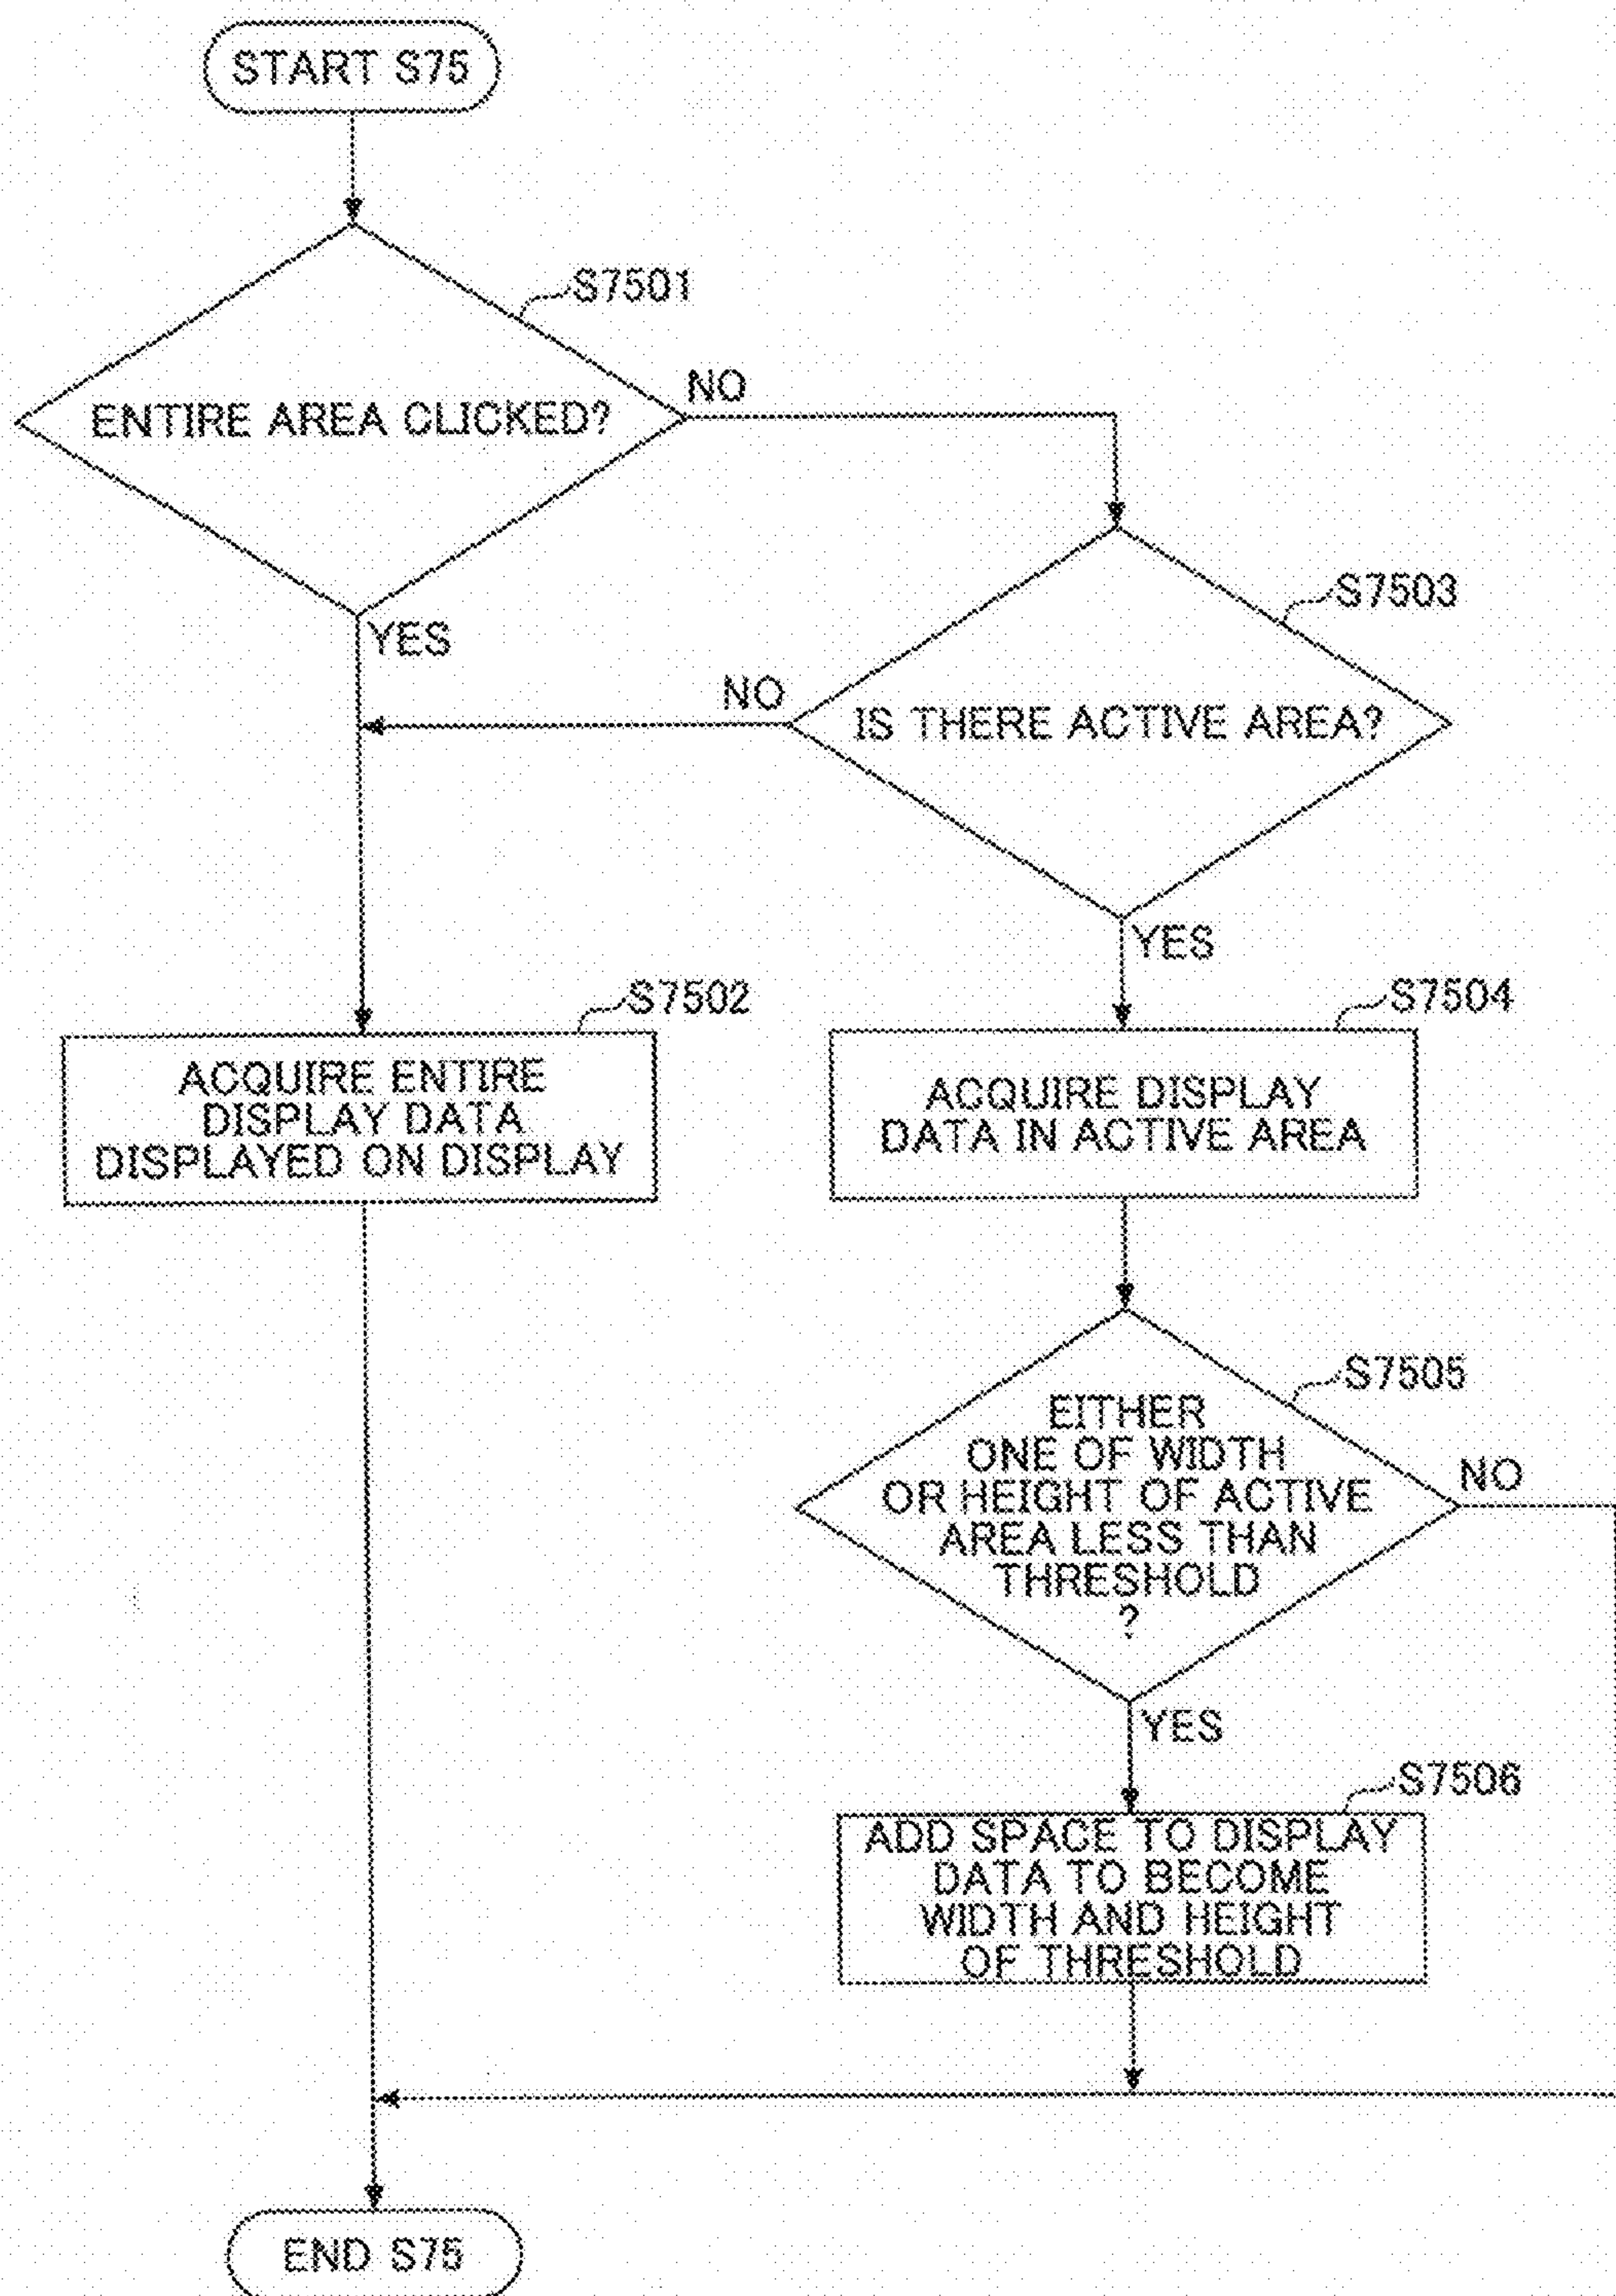 START S75
S7501
ENTIRE AREA CLICKED?
NO
YES
S7503
NO
IS THERE ACTIVE AREA?
YES
S7502
ACQUIRE ENTIRE
DISPLAY DATA
DISPLAYED ON DISPLAY
S7504
ACQUIRE DISPLAY
DATA IN ACTIVE AREA
S7505
EITHER
ONE OF WIDTH
OR HEIGHT OF ACTIVE
AREA LESS THAN
THRESHOLD
?
NO
YES
S7506
ADD SPACE TO DISPLAY
DATA TO BECOME
WIDTH AND HEIGHT
OF THRESHOLD
END S75